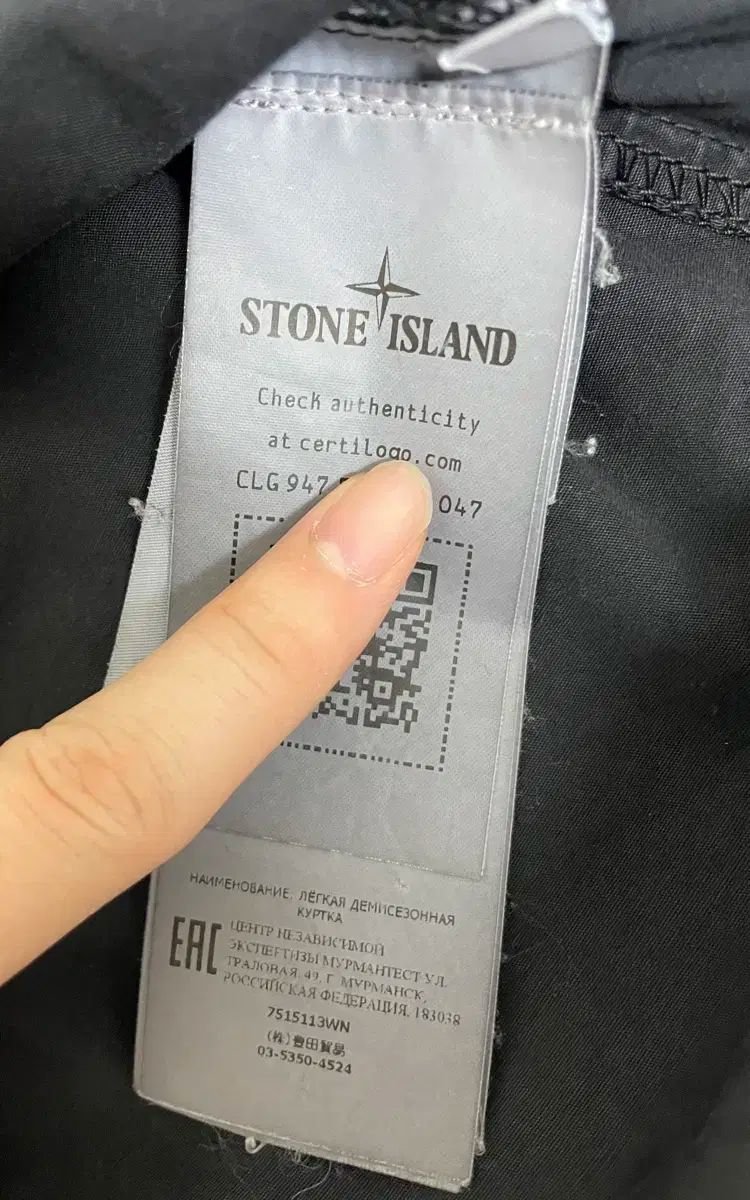 STONE ISLAND
Check authenticity
at certilogo.com
CLG 947 047
НАИМЕНОВАНИЕ: ЛЁГКАЯ ДЕМИСЕЗОННАЯ
КУРТКА
EAC
ЦЕНТР НЕЗАВИСИМОЙ
ЭКСПЕРТИЗЫ МУРМАНТЕСТ УЛ.
ТРАЛОВАЯ, 49, Г. МУРМАНСК,
РОССИЙСКАЯ ФЕДЕРАЦИЯ, 183038
7515113WN
(株)豊田貿易
03-5350-4524